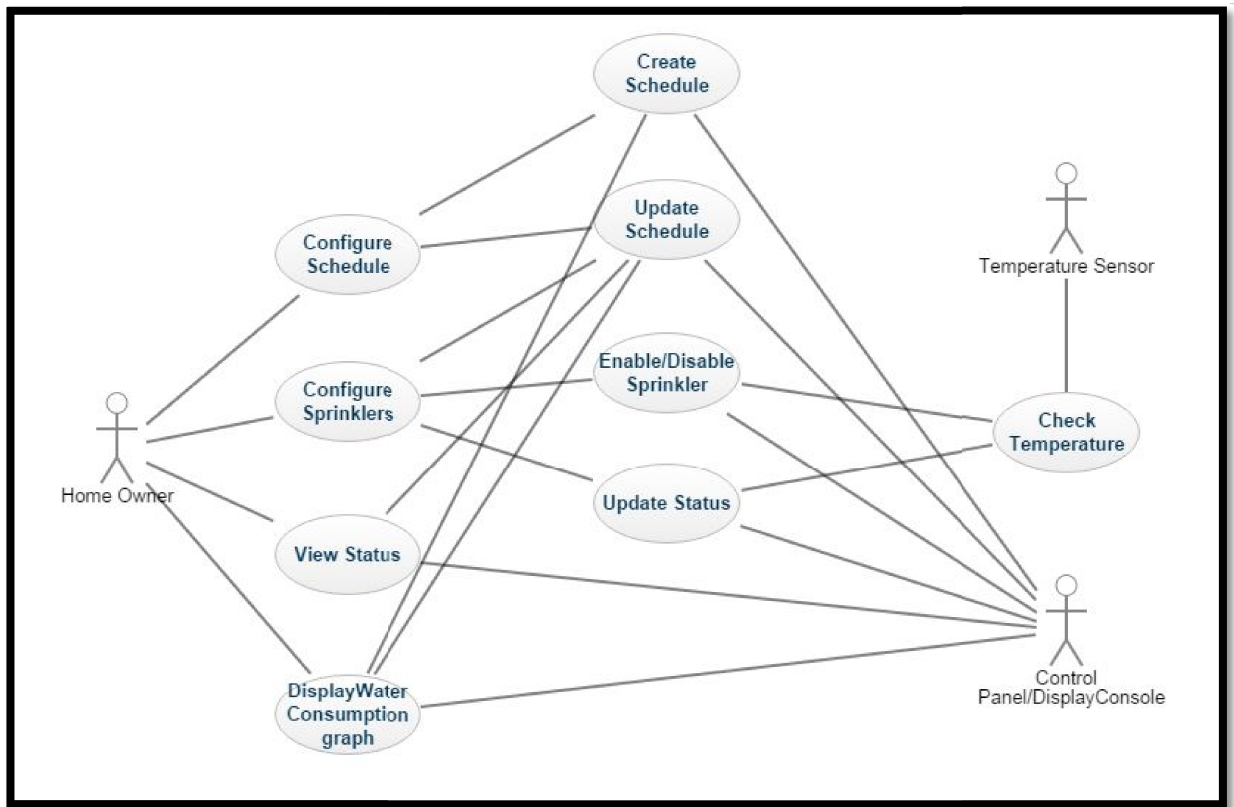 Create
Schedule
Update
Schedule
Temperature Sensor
Configure
Schedule
Enable/Disable
Sprinkler
Configure
Sprinklers
Check
Temperature
Home Owner
Update Status
View Status
Control
Panel/DisplayConsole
DisplayWater
Consumption
graph